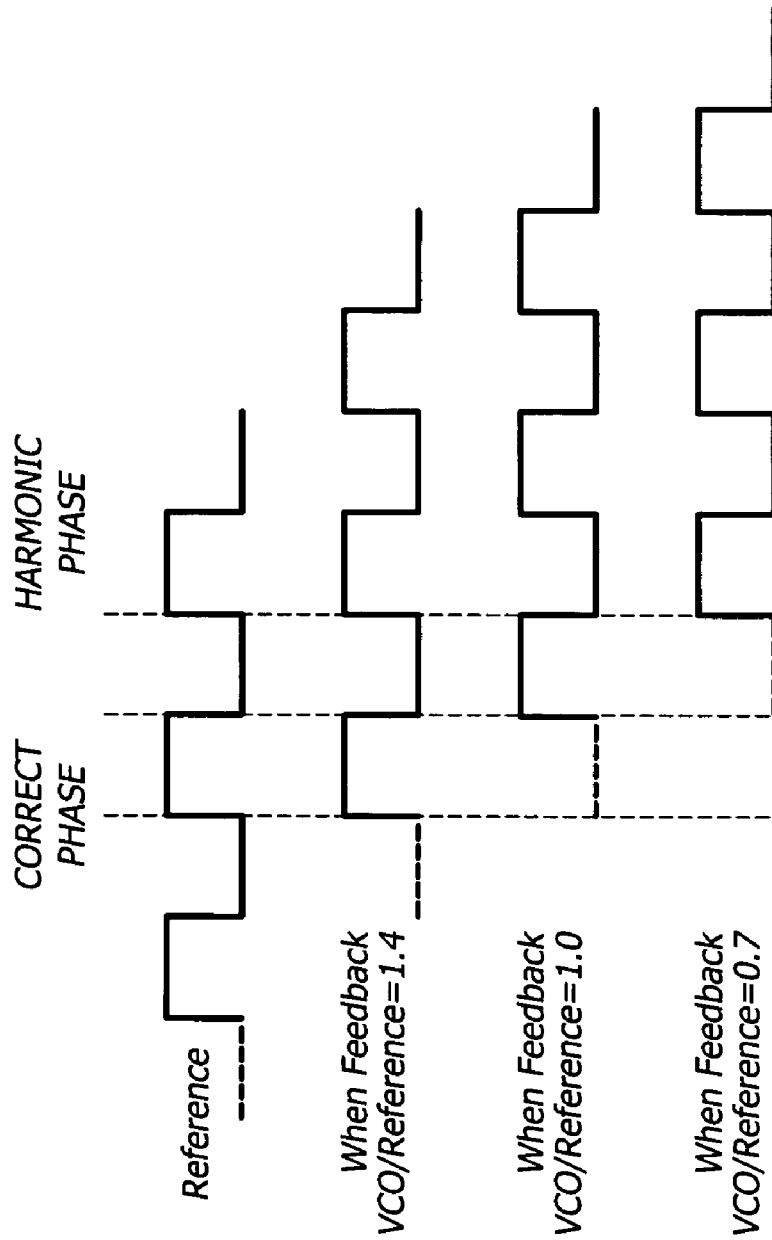 CORRECT
PHASE
HARMONIC
PHASE
Reference
When Feedback
VCO/Reference=1.4
When Feedback
VCO/Reference=1.0
When Feedback
VCO/Reference=0.7